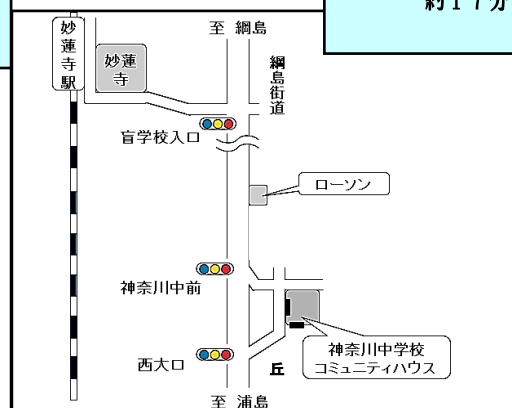 約１７分
至 綱島
妙蓮寺駅
妙蓮
寺
綱島街道
盲学校入口
ローソン
神奈川中前
神奈川中学校
コミュニティハウス
西大口
丘
至 浦島